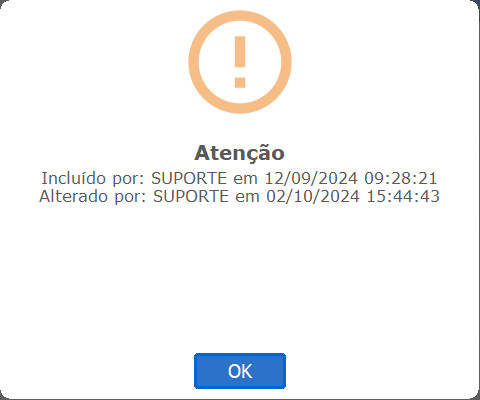 Atenção
Incluído por: SUPORTE em 12/09/2024 09:28:21
Alterado por: SUPORTE em 02/10/2024 15:44:43
OK